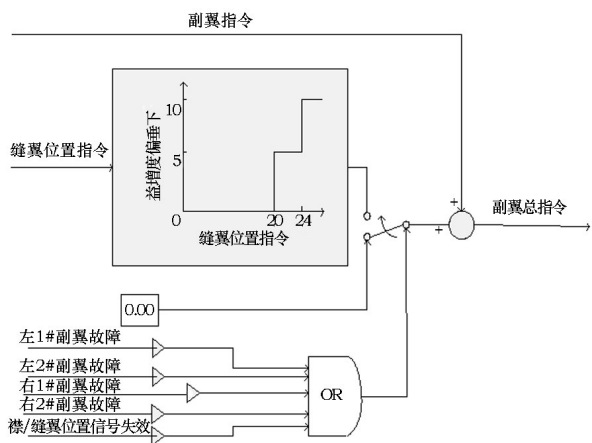 副翼指令
缝翼位置指令
益增度偏垂下
10
5
0
20
24
缝翼位置指令
+
+
副翼总指令
0.00
左1#副翼故障
左2#副翼故障
右1#副翼故障
右2#副翼故障
襟/缝翼位置信号失效
OR